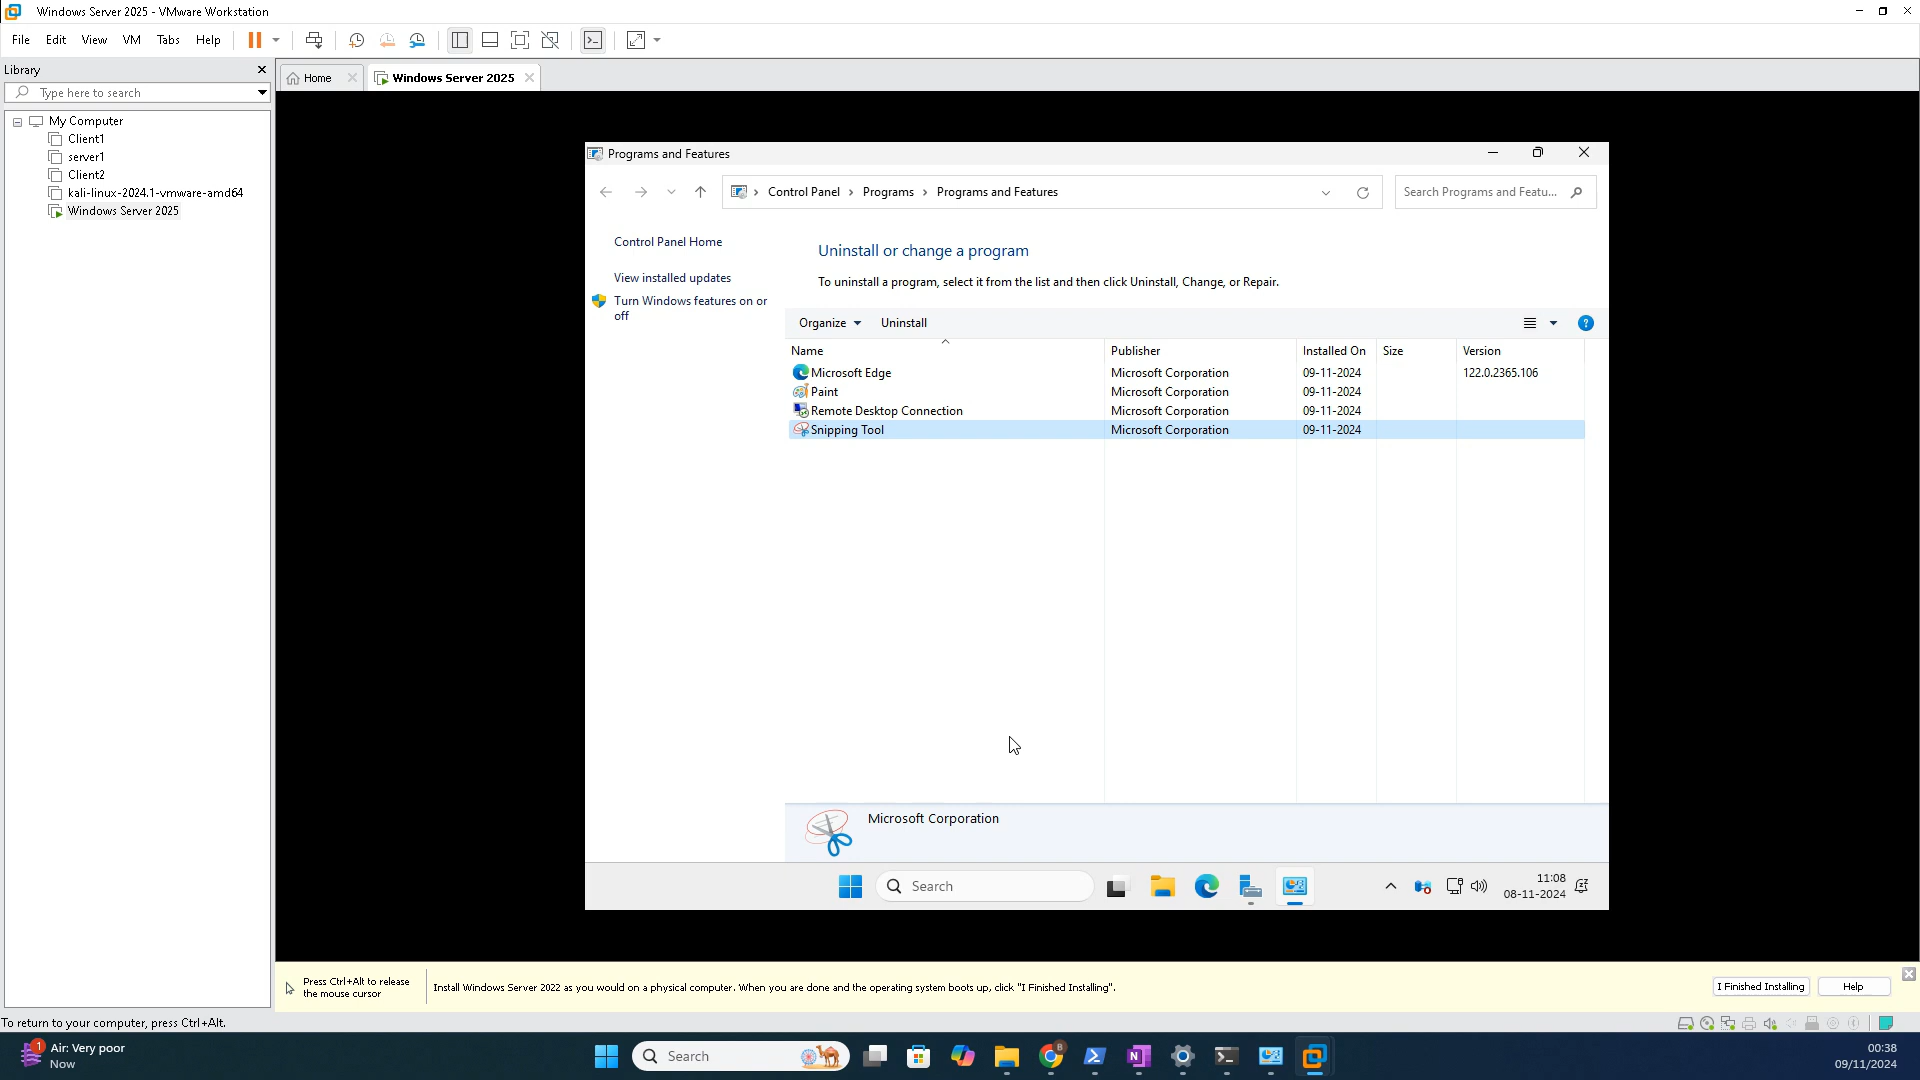 Windows Server 2025 - VMware Workstation
File Edit View VM Tabs Help
Library
Home
Windows Server 2025
Type here to search
My Computer
Client1
server1
Client2
kali-linux-2024.1-vmware-amd64
Windows Server 2025
Programs and Features
Control Panel > Programs > Programs and Features
Search Programs and Featu...
Control Panel Home
View installed updates
Turn Windows features on or
off
Uninstall or change a program
To uninstall a program, select it from the list and then click Uninstall, Change, or Repair.
Organize Uninstall
Name Publisher Installed On Size Version
Microsoft Edge Microsoft Corporation 09-11-2024 122.0.2365.106
Paint Microsoft Corporation 09-11-2024
Remote Desktop Connection Microsoft Corporation 09-11-2024
Snipping Tool Microsoft Corporation 09-11-2024
Microsoft Corporation
Search
11:08
08-11-2024
Press Ctrl+Alt to release
the mouse cursor
Install Windows Server 2022 as you would on a physical computer. When you are done and the operating system boots up, click "I Finished Installing".
I Finished Installing
Help
To return to your computer, press Ctrl+Alt.
1
Air: Very poor
Now
Search
B
00:38
09/11/2024